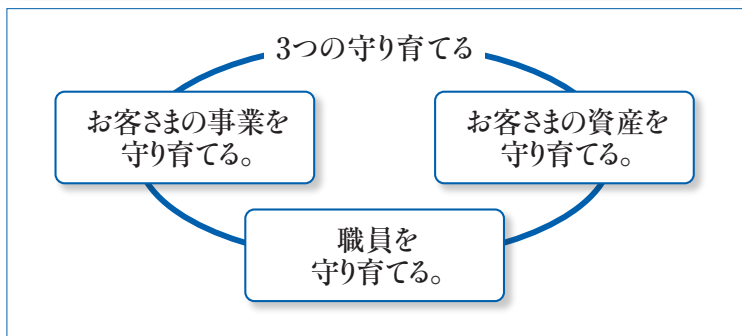 3つの守り育てる
お客さまの事業を
守り育てる。
お客さまの資産を
守り育てる。
職員を
守り育てる。